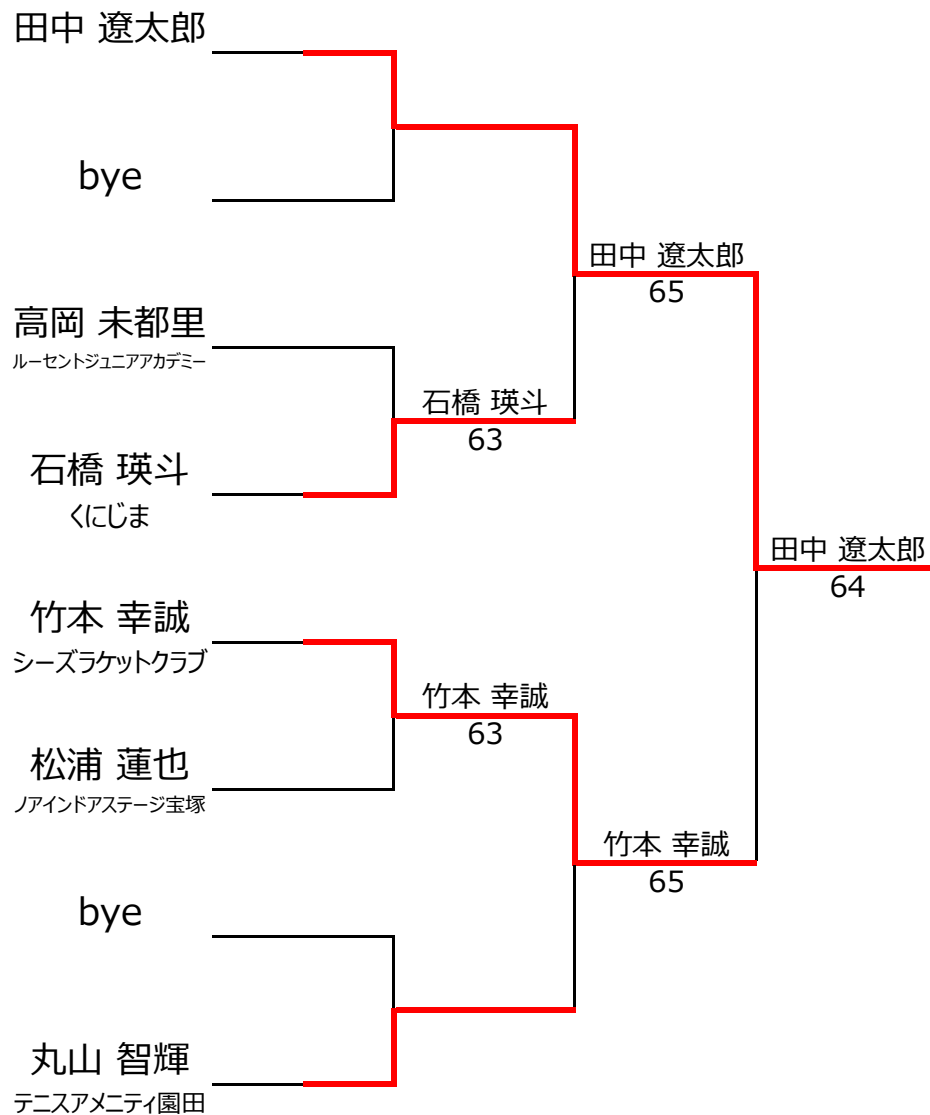 田中 遼太郎
bye
田中 遼太郎
65
高岡 未都里
ルーセントジュニアアカデミー
石橋 瑛斗
63
石橋 瑛斗
くにじま
田中 遼太郎
64
竹本 幸誠
シーズラケットクラブ
竹本 幸誠
63
松浦 蓮也
ノアインドアステージ宝塚
竹本 幸誠
65
bye
丸山 智輝
テニスアメニティ園田